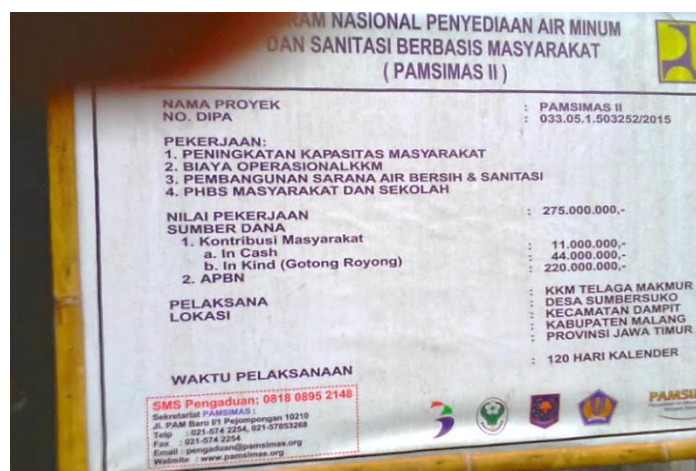 RAM NASIONAL PENYEDIAAN AIR MINUM
DAN SANITASI BERBASIS MASYARAKAT
( PAMSIMAS II )
NAMA PROYEK : PAMSIMAS II
NO. DIPA : 033.05.1.503252/2015
PEKERJAAN:
1. PENINGKATAN KAPASITAS MASYARAKAT
2. BIAYA OPERASIONALKKM
3. PEMBANGUNAN SARANA AIR BERSIH & SANITASI
4. PHBS MASYARAKAT DAN SEKOLAH
NILAI PEKERJAAN : 275.000.000,-
SUMBER DANA
1. Kontribusi Masyarakat
a. In Cash : 11.000.000,-
b. In Kind (Gotong Royong) : 44.000.000,-
2. APBN : 220.000.000,-
PELAKSANA : KKM TELAGA MAKMUR
LOKASI : DESA SUMBERSUKO
: KECAMATAN DAMPIT
: KABUPATEN MALANG
: PROVINSI JAWA TIMUR
WAKTU PELAKSANAAN : 120 HARI KALENDER
SMS Pengaduan: 0818 0895 2148
Sekretariat PAMSIMAS :
Jl. PAM Baru I/1 Pejompongan 10210
Telp : 021-574 2254, 021-57853268
Fax : 021-574 2254
Email : pengaduan@pamsimas.org
Website : www.pamsimas.org
PAMSI